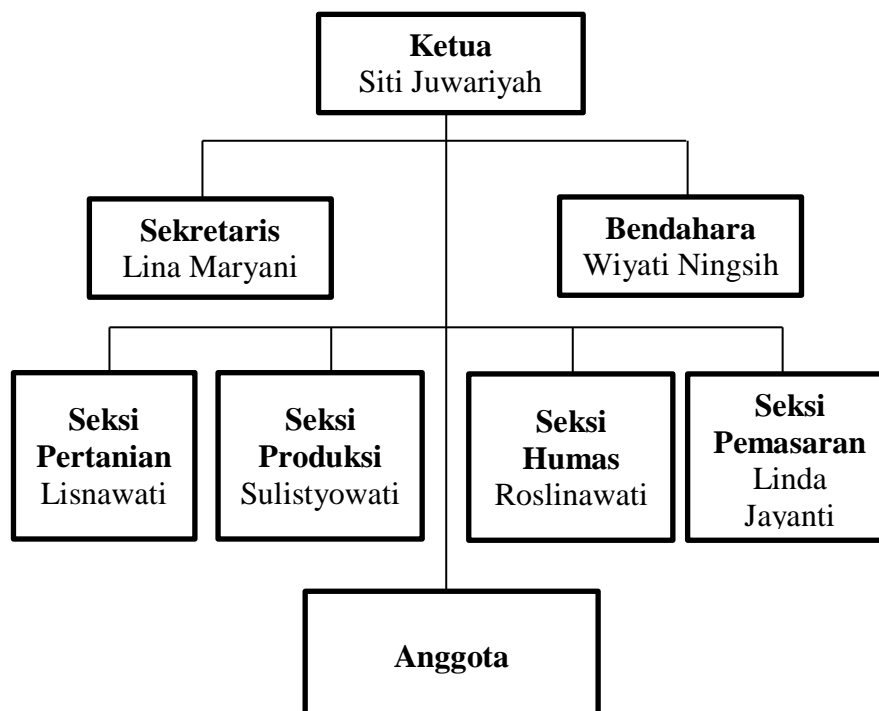 Ketua
Siti Juwariyah
Sekretaris
Lina Maryani
Bendahara
Wiyati Ningsih
Seksi
Pertanian
Lisnawati
Seksi
Produksi
Sulistyowati
Seksi
Humas
Roslinawati
Seksi
Pemasaran
Linda
Jayanti
Anggota